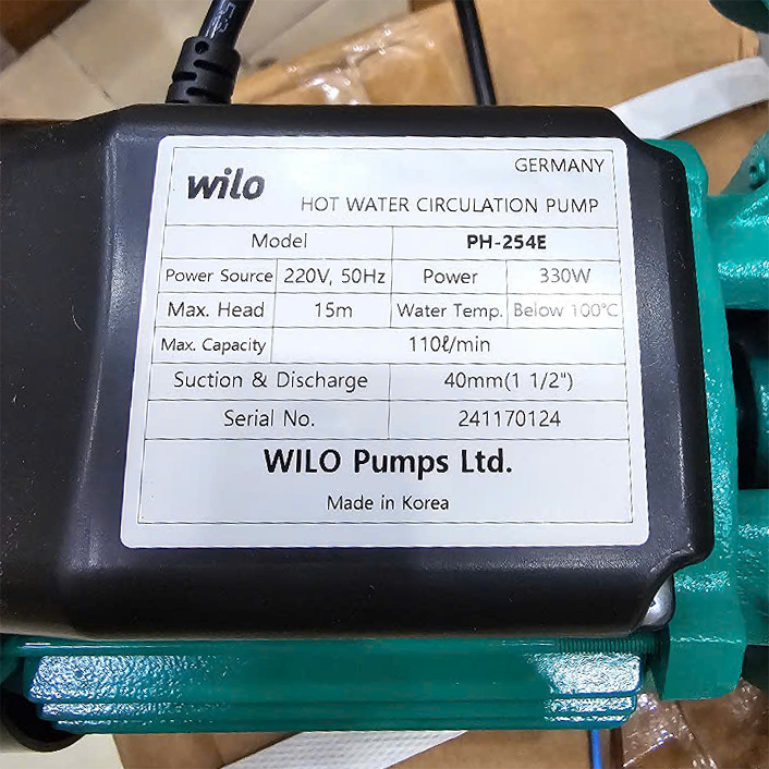 wilo
GERMANY
HOT WATER CIRCULATION PUMP
Model PH-254E
Power Source 220V, 50Hz Power 330W
Max. Head 15m Water Temp. Below 100℃
Max. Capacity 110ℓ/min
Suction & Discharge 40mm(1 1/2")
Serial No. 241170124
WILO Pumps Ltd.
Made in Korea